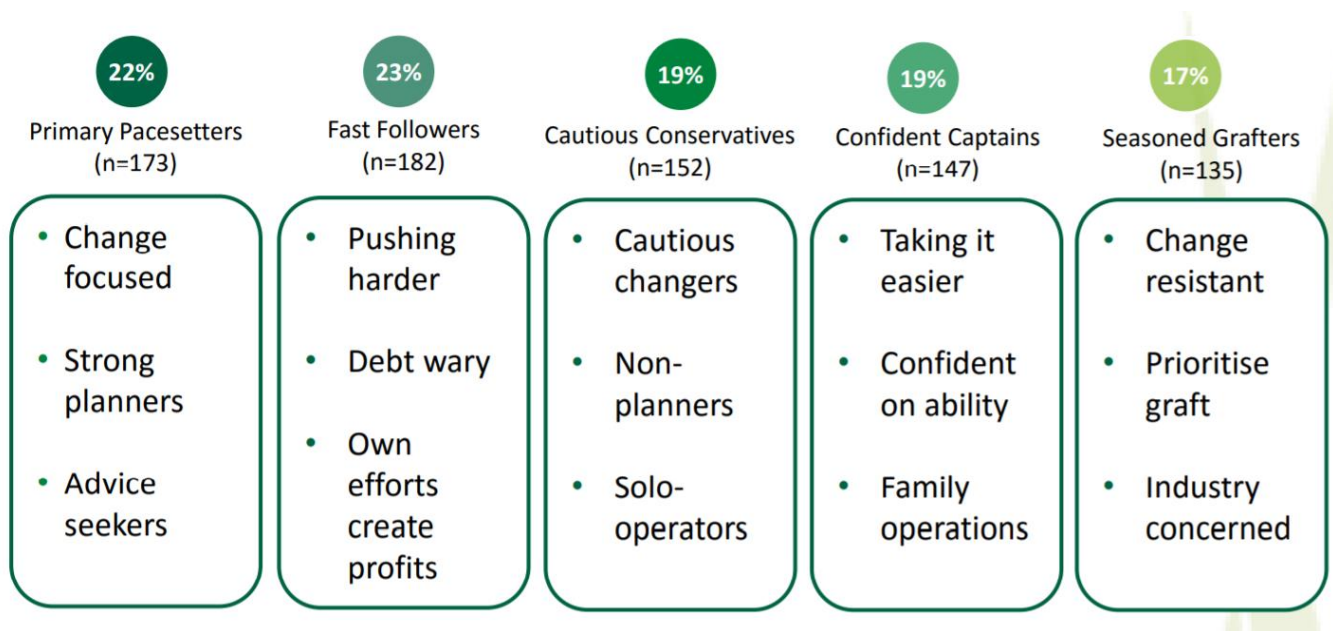 22%
Primary Pacesetters
(n=173)
• Change
focused
• Strong
planners
• Advice
seekers
23%
Fast Followers
(n=182)
• Pushing
harder
• Debt wary
• Own
efforts
create
profits
19%
Cautious Conservatives
(n=152)
• Cautious
changers
• Non-
planners
• Solo-
operators
19%
Confident Captains
(n=147)
• Taking it
easier
• Confident
on ability
• Family
operations
17%
Seasoned Grafters
(n=135)
• Change
resistant
• Prioritise
graft
• Industry
concerned